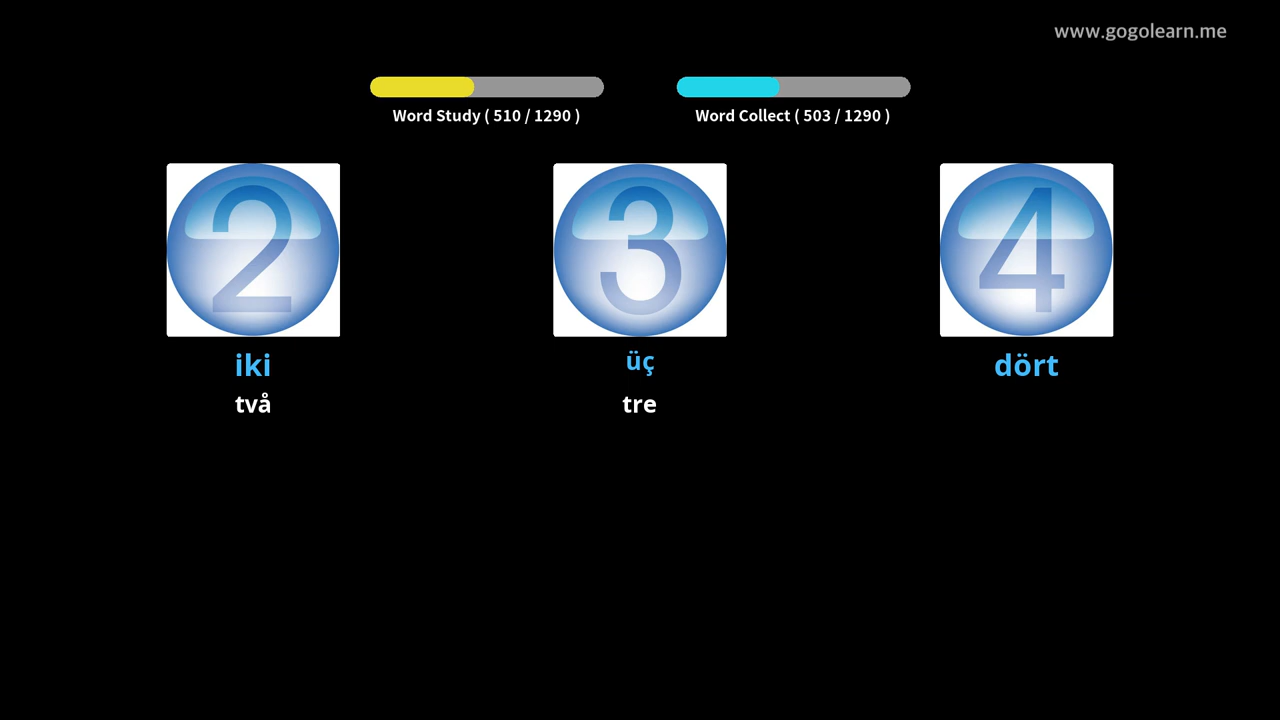 www.gogolearn.me
Word Study ( 510 / 1290 )
Word Collect ( 503 / 1290 )
2
3
4
iki
üç
dört
två
tre